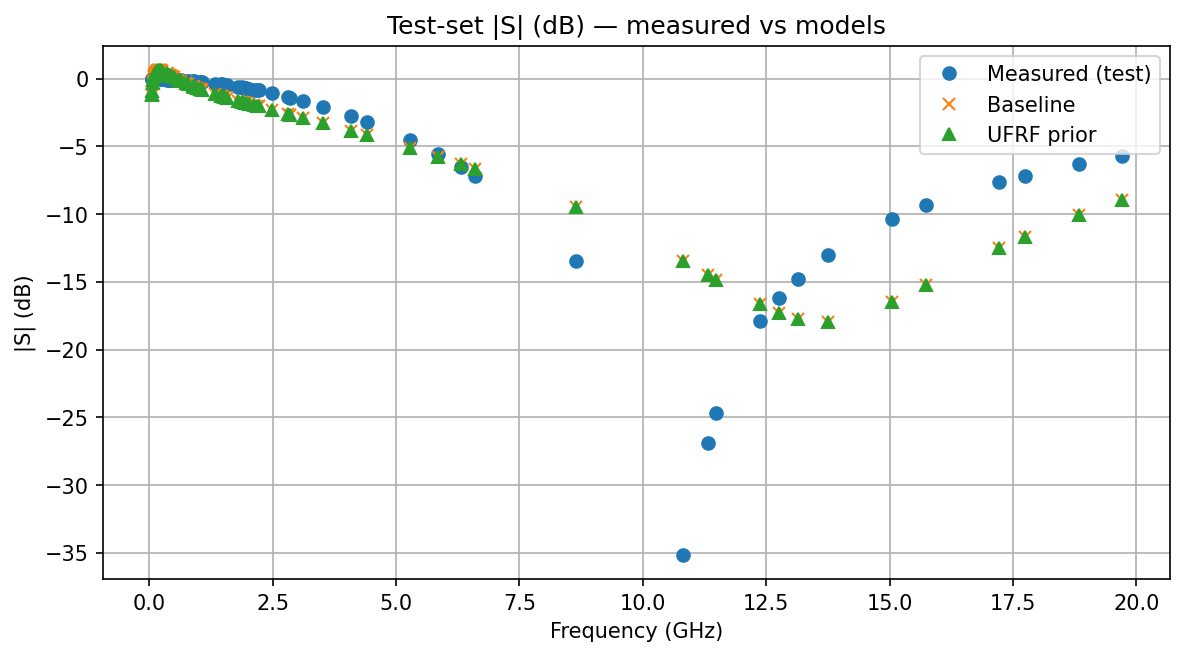 Test-set |S| (dB) — measured vs models
Measured (test)
Baseline
UFRF prior
|S| (dB)
0
−5
−10
−15
−20
−25
−30
−35
0.0 2.5 5.0 7.5 10.0 12.5 15.0 17.5 20.0
Frequency (GHz)